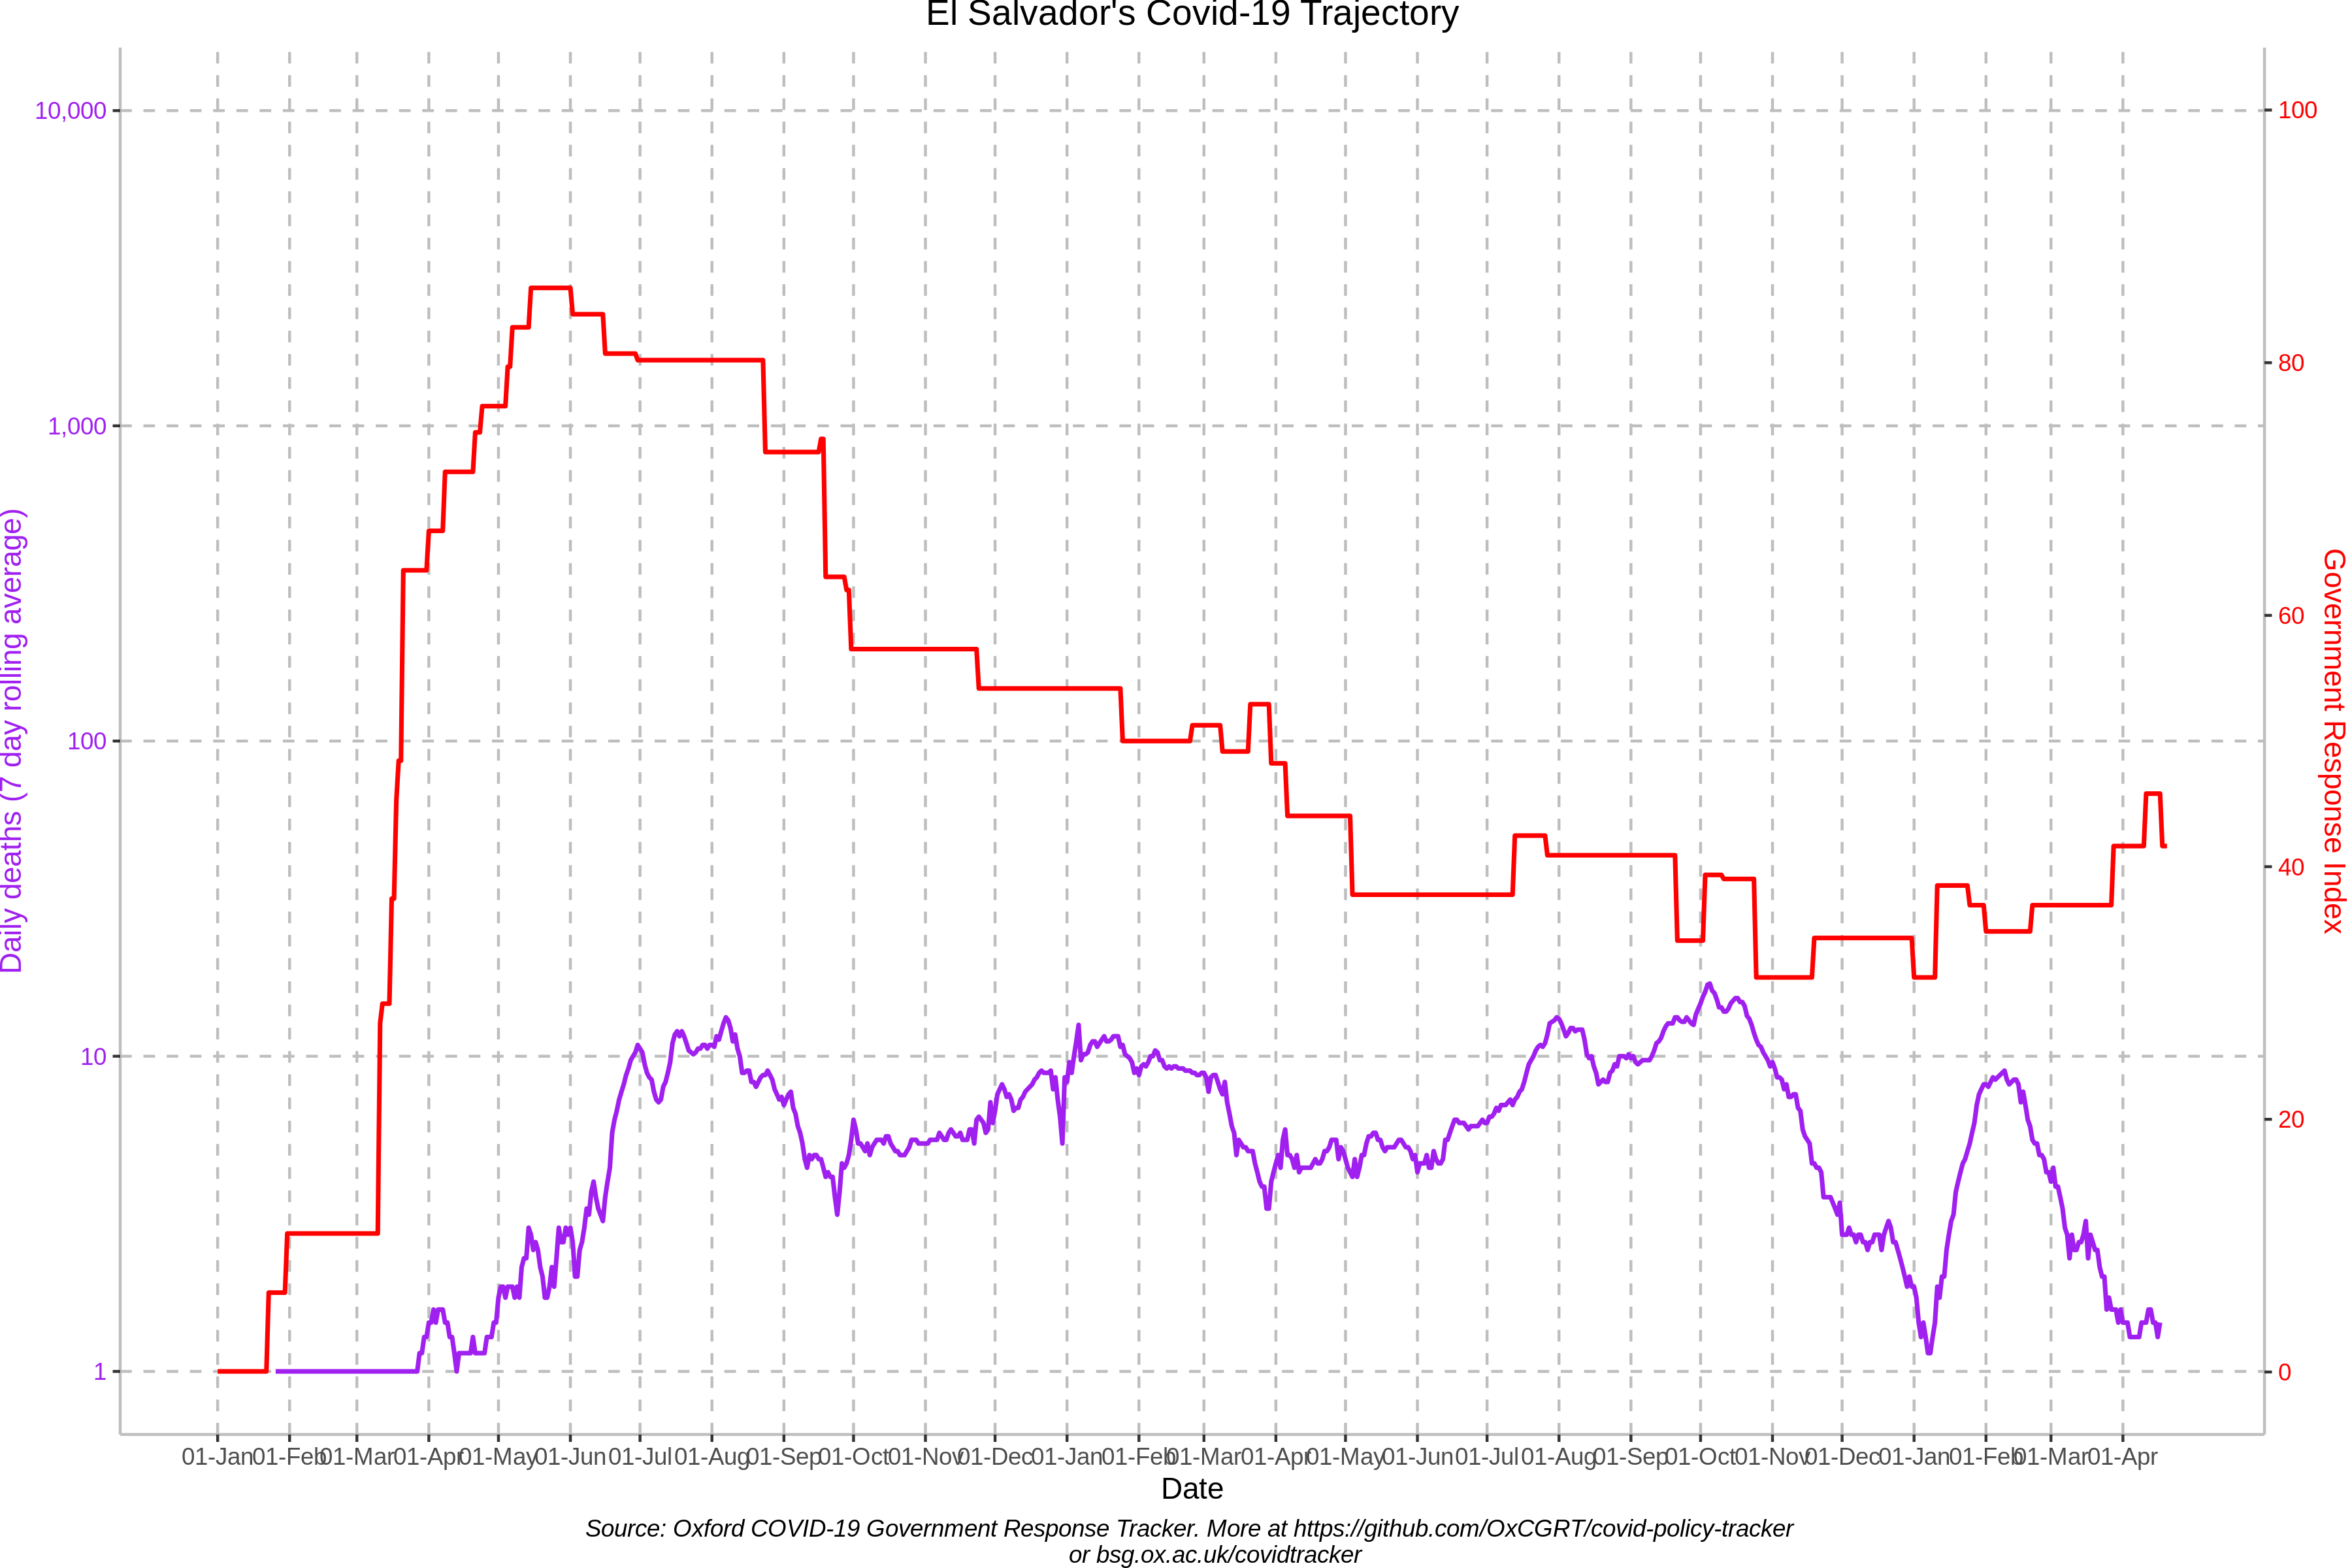 El Salvador's Covid-19 Trajectory
10,000
1,000
100
10
1
Daily deaths (7 day rolling average)
100
80
60
40
20
0
Government Response Index
01-Jan 01-Feb 01-Mar 01-Apr 01-May 01-Jun 01-Jul 01-Aug 01-Sep 01-Oct 01-Nov 01-Dec 01-Jan 01-Feb 01-Mar 01-Apr 01-May 01-Jun 01-Jul 01-Aug 01-Sep 01-Oct 01-Nov 01-Dec 01-Jan 01-Feb 01-Mar 01-Apr
Date
Source: Oxford COVID-19 Government Response Tracker. More at https://github.com/OxCGRT/covid-policy-tracker
or bsg.ox.ac.uk/covidtracker